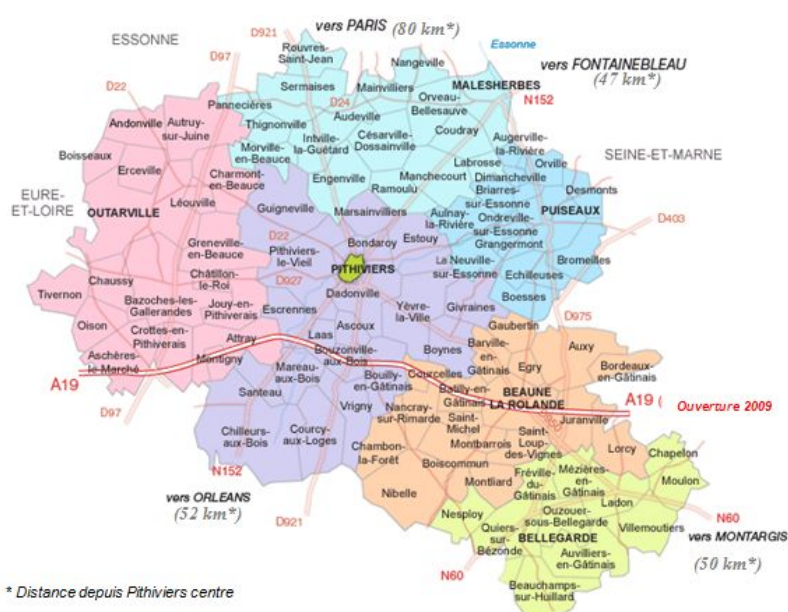 vers PARIS (80 km*)
ESSONNE
D921
D97
Rouvres-
Saint-Jean
Essonne
vers FONTAINEBLEAU
(47 km*)
Nangeville
Sermaises
Mainvilliers
MALESHERBES
D22
D24
Orveau-
Bellesauve
N152
Pannecières
Audeville
Andonville
Autruy-
sur-Juine
Thignonville
Intville-
la-Guétard
Césarville-
Dossainville
Coudray
Augerville-
la-Rivière
Morville-
en-Beauce
Boisseaux
SEINE-ET-MARNE
Erceville
Charmont-
en-Beauce
Engenville
Manchecourt
Labrosse
Orville
Dimancheville
Ramoulu
Briarres-
sur-Essonne
Desmonts
EURE-
ET-LOIRE
OUTARVILLE
Léouville
Guigneville
Marsainvilliers
Aulnay-
la-Rivière
Ondreville-
sur-Essonne
PUISEAUX
D403
D22
Greneville-
en-Beauce
Pithiviers-
le-Vieil
Bondaroy
Estouy
Grangermont
La Neuville-
sur-Essonne
Bromeilles
PITHIVIERS
Echilleuses
Chaussy
Châtillon-
le-Roi
D927
Dadonville
Tivernon
Bazoches-les-
Gallerandes
Jouy-en-
Pithiverais
Escrennes
Yèvre-
la-Ville
Givraines
Boesses
D975
Oison
Crottes-en-
Pithiverais
Laas
Ascoux
Gaubertin
Attray
Bouzonville-
aux-Bois
Boynes
Barville-
en-
Gâtinais
Auxy
Aschères-
le-Marché
Montigny
Mareau-
aux-Bois
Bouilly-
en-Gâtinais
Courcelles
Egry
Bordeaux-
en-Gâtinais
A19
Batilly-en-
Gâtinais
BEAUNE
LA ROLANDE
A19 (
Ouverture 2009
Santeau
Vrigny
Nancray-
sur-Rimarde
Saint-
Michel
Juranville
D97
Chilleurs-
aux-Bois
Courcy-
aux-Loges
Chambon-
la-Forêt
Montbarrois
Saint-
Loup-
des-Vignes
Lorcy
Chapelon
N152
Boiscommun
Fréville-
du-
Gâtinais
Mézières-
en-
Gâtinais
Moulon
vers ORLEANS
(52 km*)
Nibelle
Montliard
Ladon
D921
Nesploy
Ouzouer-
sous-Bellegarde
N60
Quiers-
sur-
Bézonde
BELLEGARDE
Villemoutiers
vers MONTARGIS
(50 km*)
N60
Auvilliers-
en-Gâtinais
Beauchamps-
sur-Huillard
* Distance depuis Pithiviers centre